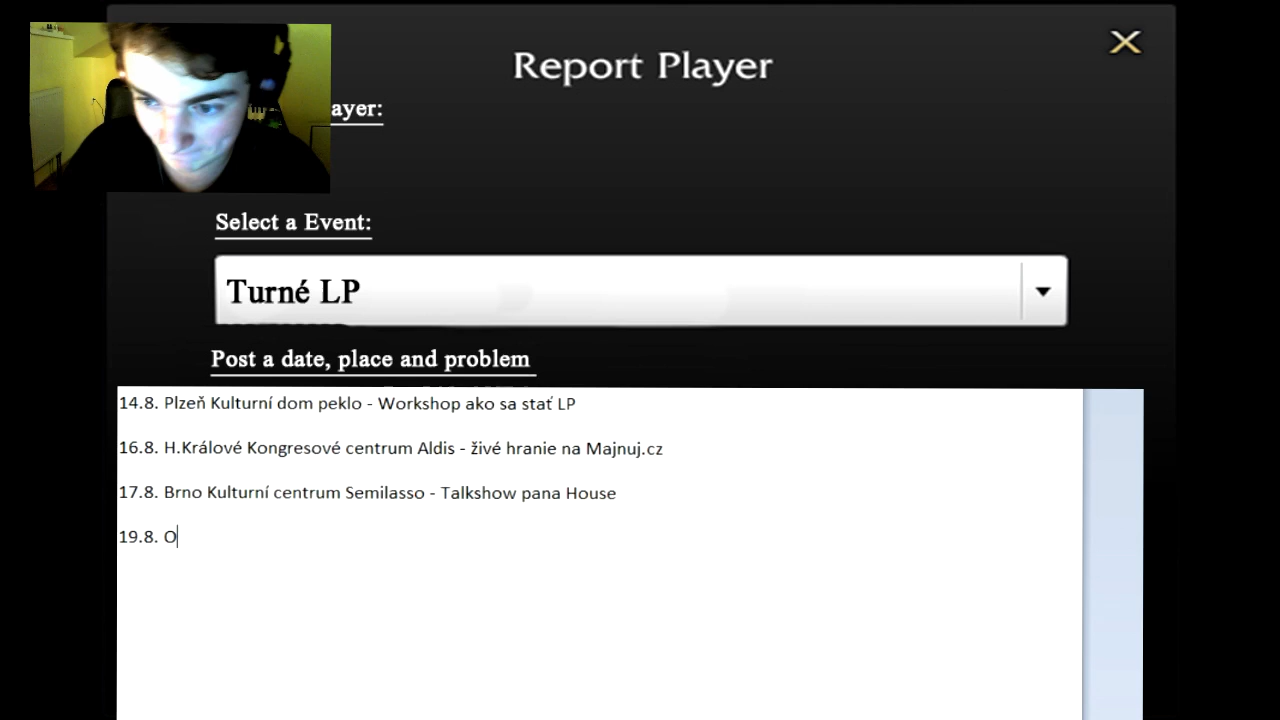 Report Player
ayer:
Select a Event:
Turné LP
Post a date, place and problem
14.8. Plzeň Kulturní dom peklo - Workshop ako sa stať LP
16.8. H.Králové Kongresové centrum Aldis - živé hranie na Majnuj.cz
17.8. Brno Kulturní centrum Semilasso - Talkshow pana House
19.8. O